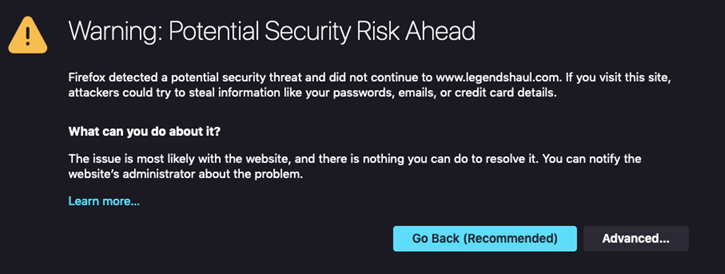 Warning: Potential Security Risk Ahead
Firefox detected a potential security threat and did not continue to www.legendshaul.com. If you visit this site,
attackers could try to steal information like your passwords, emails, or credit card details.
What can you do about it?
The issue is most likely with the website, and there is nothing you can do to resolve it. You can notify the
website’s administrator about the problem.
Learn more...
Go Back (Recommended)
Advanced...